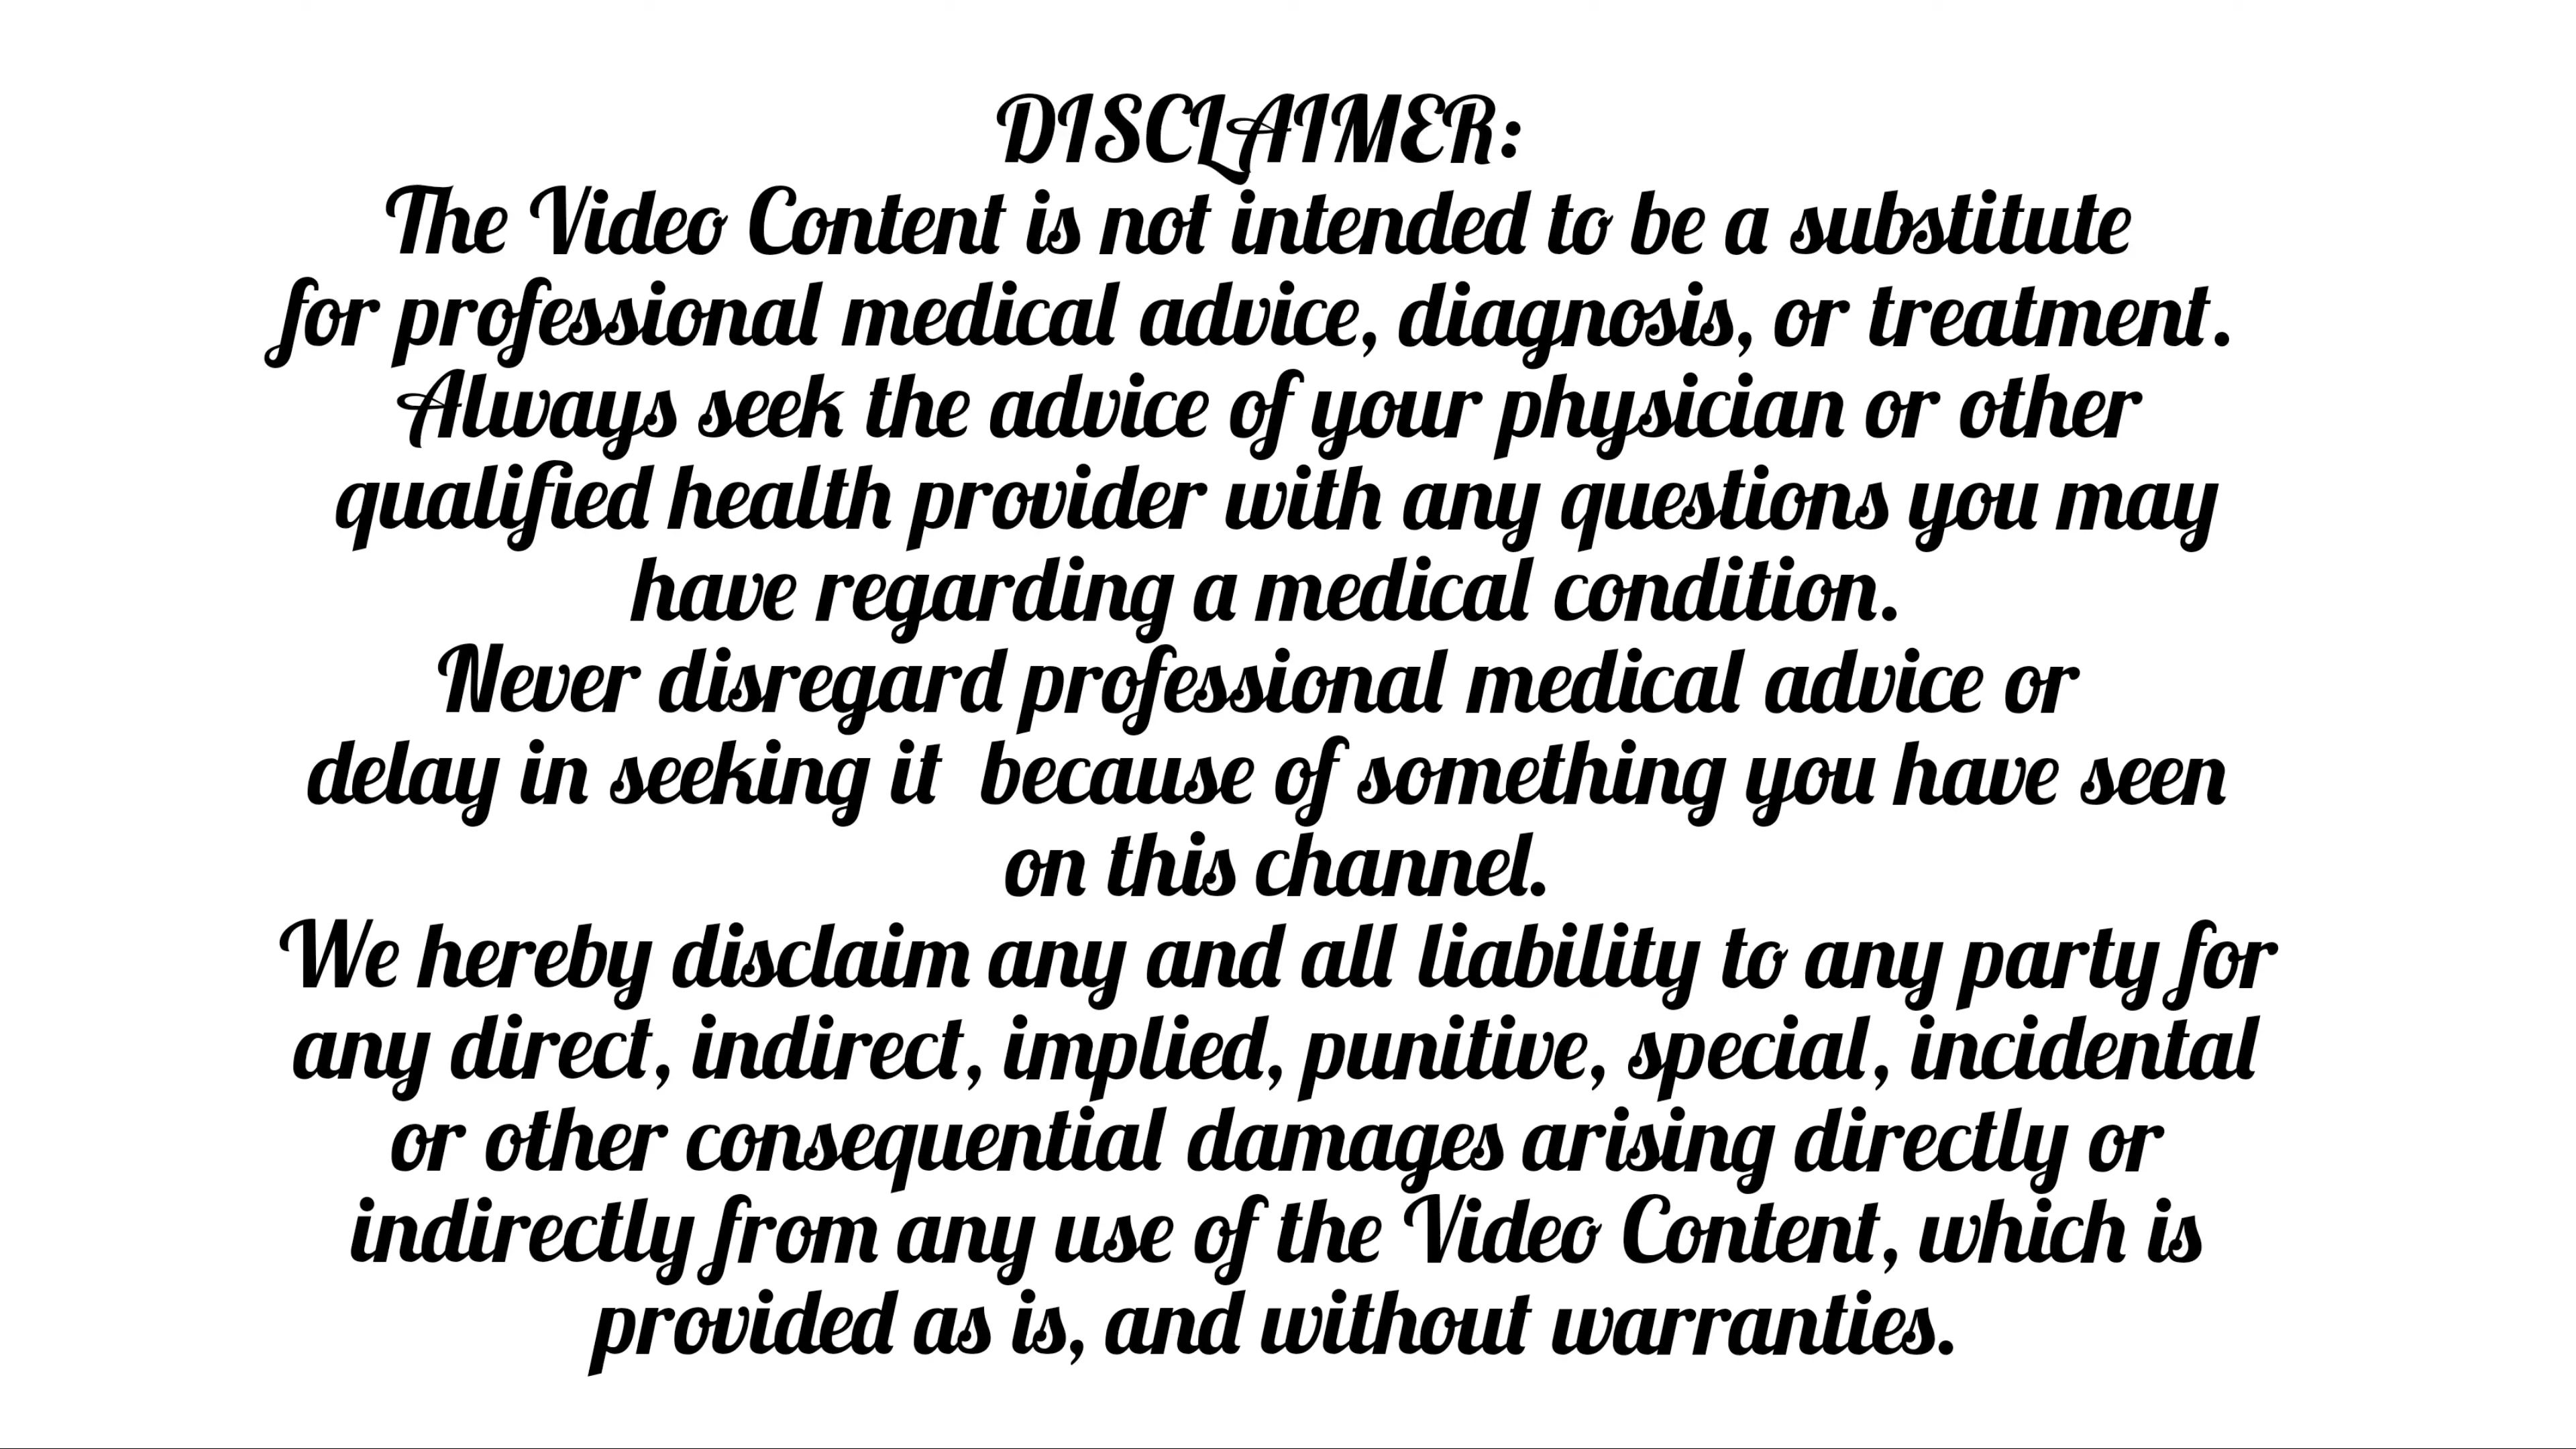 DISCLAIMER:
The Video Content is not intended to be a substitute
for professional medical advice, diagnosis, or treatment.
Always seek the advice of your physician or other
qualified health provider with any questions you may
have regarding a medical condition.
Never disregard professional medical advice or
delay in seeking it  because of something you have seen
on this channel.
We hereby disclaim any and all liability to any party for
any direct, indirect, implied, punitive, special, incidental
or other consequential damages arising directly or
indirectly from any use of the Video Content, which is
provided as is, and without warranties.